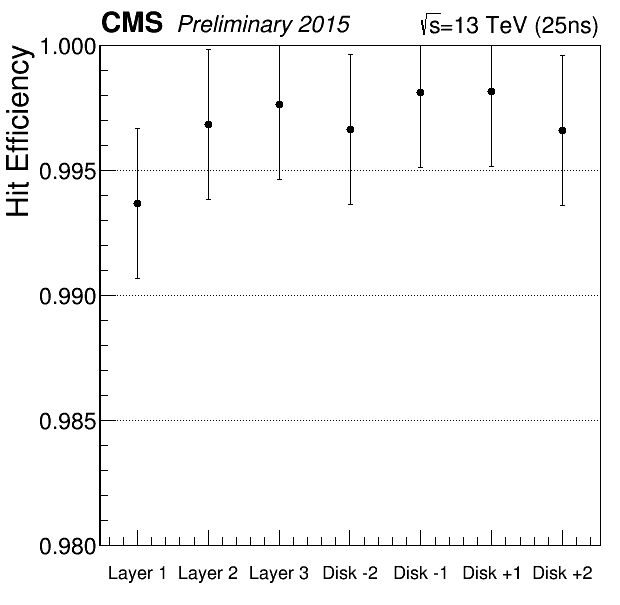 CMS Preliminary 2015 √s=13 TeV (25ns)
Hit Efficiency
1.000
0.995
0.990
0.985
0.980
Layer 1 Layer 2 Layer 3 Disk -2 Disk -1 Disk +1 Disk +2